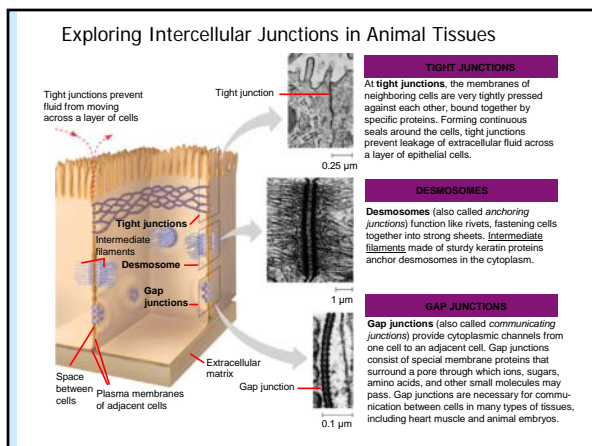 Exploring Intercellular Junctions in Animal Tissues
Tight junctions prevent
fluid from moving
across a layer of cells
Tight junction
0.25 µm
TIGHT JUNCTIONS
At tight junctions, the membranes of
neighboring cells are very tightly pressed
against each other, bound together by
specific proteins. Forming continuous
seals around the cells, tight junctions
prevent leakage of extracellular fluid across
a layer of epithelial cells.
Tight junctions
Intermediate
filaments
Desmosome
Gap
junctions
1 µm
DESMOSOMES
Desmosomes (also called anchoring
junctions) function like rivets, fastening cells
together into strong sheets. Intermediate
filaments made of sturdy keratin proteins
anchor desmosomes in the cytoplasm.
Space
between
cells
Plasma membranes
of adjacent cells
Extracellular
matrix
Gap junction
0.1 µm
GAP JUNCTIONS
Gap junctions (also called communicating
junctions) provide cytoplasmic channels from
one cell to an adjacent cell. Gap junctions
consist of special membrane proteins that
surround a pore through which ions, sugars,
amino acids, and other small molecules may
pass. Gap junctions are necessary for commu-
nication between cells in many types of tissues,
including heart muscle and animal embryos.